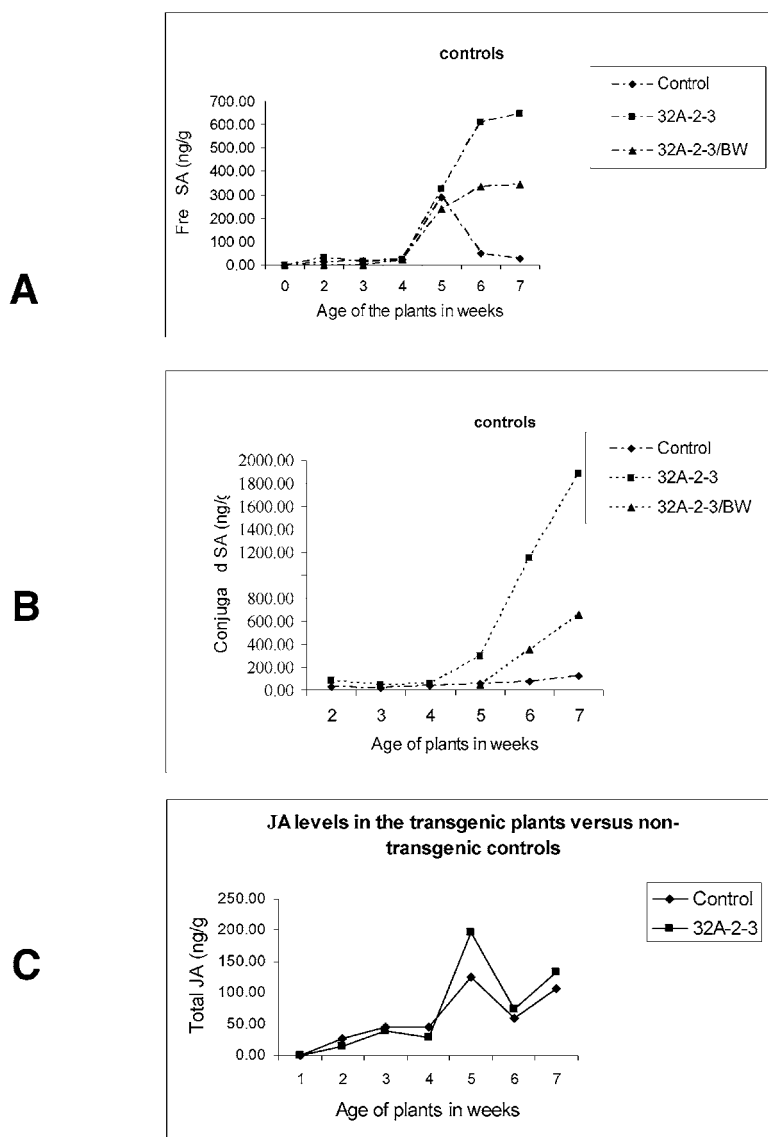 controls
Control
32A-2-3
32A-2-3/BW
700.00
600.00
500.00
400.00
300.00
200.00
100 00
0.00
Fre SA (ng/g
0 2 3 4 5 6 7
Age of the plants in weeks
A
controls
Control
32A-2-3
32A-2-3/BW
2000.00
1800.00
1600.00
1400.00
1200.00
800.00
600.00
400.00
200.00
0.00
Conjuga d SA (ng/
2 3 4 5 6 7
Age of plants in weeks
B
JA levels in the transgenic plants versus non-
transgenic controls
Control
32A-2-3
250.00
200.00
150.00
100.00
50.00
0.00
Total JA (ng/g
1 2 3 4 5 6 7
Age of plants in weeks
C